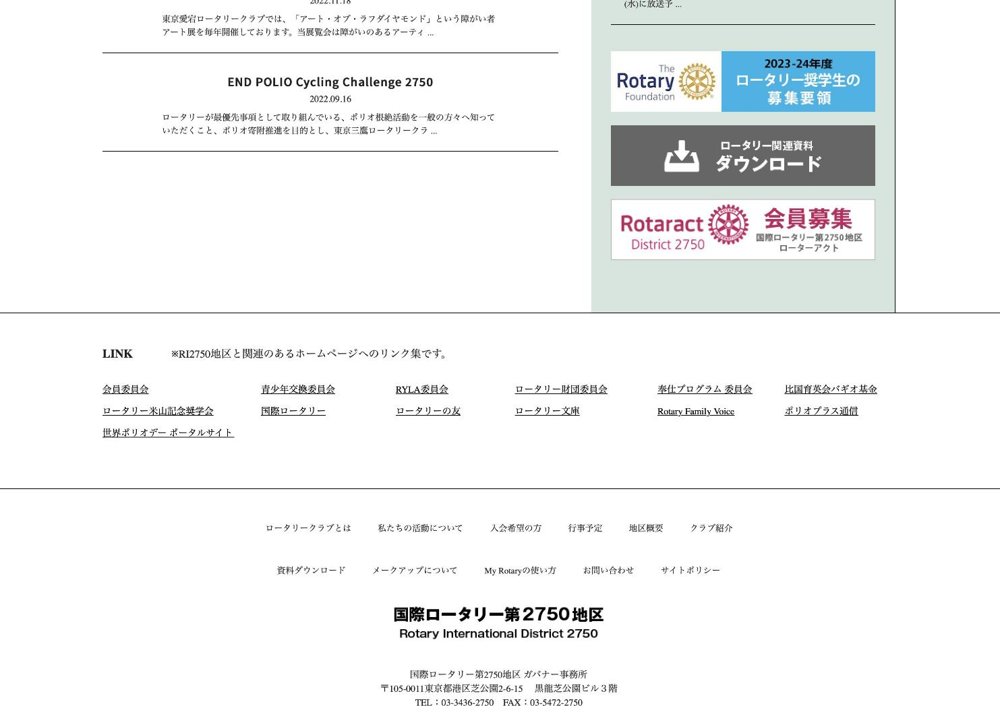 2022.11.18
東京愛宕ロータリークラブでは、「アート・オブ・ラフダイヤモンド」という障がい者
アート展を毎年開催しております。当展覧会は障がいのあるアーティ ...
END POLIO Cycling Challenge 2750
2022.09.16
ロータリーが最優先事項として取り組んでいる、ポリオ根絶活動を一般の方々へ知って
いただくこと、ポリオ寄附推進を目的とし、東京三鷹ロータリークラ ...
(水)に放送予 ...
The
Rotary
Foundation
2023-24年度
ロータリー奨学生の
募集要領
ロータリー関連資料
ダウンロード
Rotaract
District 2750
会員募集
国際ロータリー第2750地区
ローターアクト
LINK ※RI2750地区と関連のあるホームページへのリンク集です。
会員委員会 青少年交換委員会 RYLA委員会 ロータリー財団委員会 奉仕プログラム 委員会 比国育英会バギオ基金
ロータリー米山記念奨学会 国際ロータリー ロータリーの友 ロータリー文庫 Rotary Family Voice ポリオプラス通信
世界ポリオデー ポータルサイト
ロータリークラブとは 私たちの活動について 入会希望の方 行事予定 地区概要 クラブ紹介
資料ダウンロード メークアップについて My Rotaryの使い方 お問い合わせ サイトポリシー
国際ロータリー第2750地区
Rotary International District 2750
国際ロータリー第2750地区 ガバナー事務所
〒105-0011東京都港区芝公園2-6-15 黒龍芝公園ビル３階
TEL：03-3436-2750 FAX：03-5472-2750